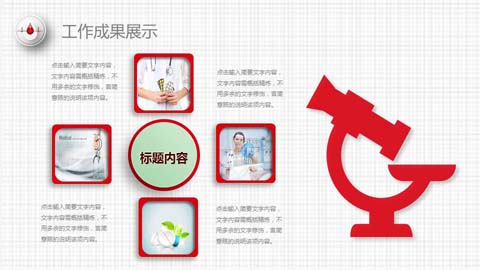 工作成果展示
点击输入简要文字内容，
文字内容需概括精炼，不
用多余的文字修饰，言简
意赅的说明该项内容。
点击输入简要文字内容，
文字内容需概括精炼，不
用多余的文字修饰，言简
意赅的说明该项内容。
标题内容
点击输入简要文字内容，
文字内容需概括精炼，不
用多余的文字修饰，言简
意赅的说明该项内容。
点击输入简要文字内容，
文字内容需概括精炼，不
用多余的文字修饰，言简
意赅的说明该项内容。